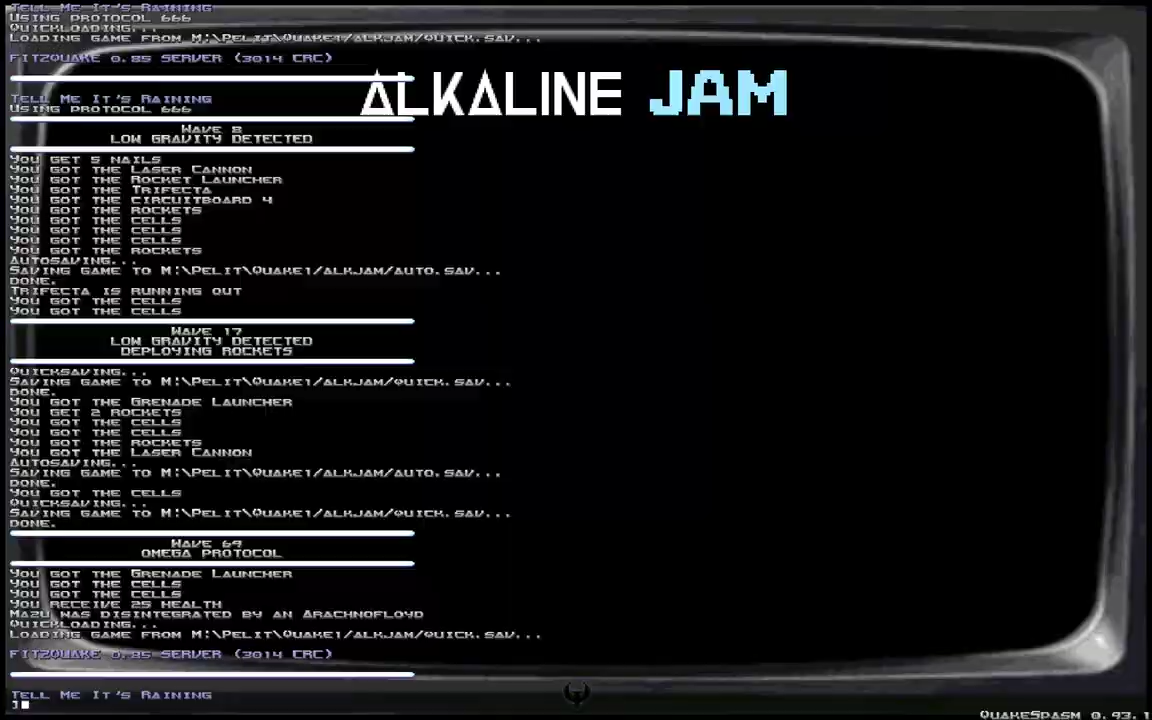 Tell Me It's Raining
Using protocol 666
Quickloading...
Loading game from M:\Pelit\Quake1/alkjam/quick.sav...
FITZQUAKE 0.85 SERVER (3014 CRC)
ALKALINE JAM
Tell Me It's Raining
Using protocol 666
Wave 8
Low gravity detected
You get 5 nails
You got the Laser Cannon
You got the Rocket Launcher
You got the Trifecta
You got the circuitboard 4
You got the rockets
You got the cells
You got the cells
You got the cells
You got the rockets
Autosaving...
Saving game to M:\Pelit\Quake1/alkjam/auto.sav...
done.
Trifecta is running out
You got the cells
You got the cells
Wave 17
Low gravity detected
Deploying rockets
Quicksaving...
Saving game to M:\Pelit\Quake1/alkjam/quick.sav...
done.
You got the Grenade Launcher
You get 2 rockets
You got the cells
You got the cells
You got the rockets
You got the Laser Cannon
Autosaving...
Saving game to M:\Pelit\Quake1/alkjam/auto.sav...
done.
You got the cells
Quicksaving...
Saving game to M:\Pelit\Quake1/alkjam/quick.sav...
done.
Wave 69
Omega protocol
You got the Grenade Launcher
You got the cells
You got the cells
You receive 25 health
Mazu was disintegrated by an Arachnofloyd
Quickloading...
Loading game from M:\Pelit\Quake1/alkjam/quick.sav...
FITZQUAKE 0.85 SERVER (3014 CRC)
Tell Me It's Raining
]
QuakeSpasm 0.93.1